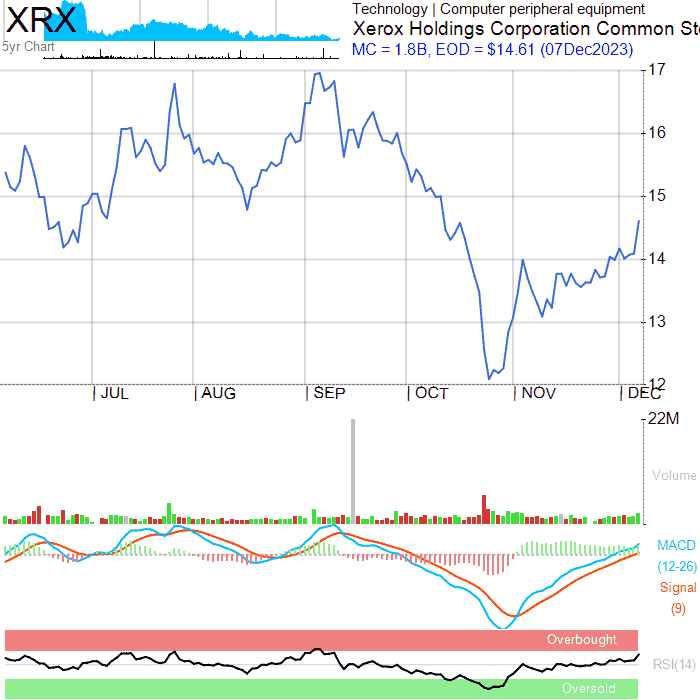 XRX
Technology | Computer peripheral equipment
Xerox Holdings Corporation Common Sto
5yr Chart
MC = 1.8B, EOD = $14.61 (07Dec2023)
17
16
15
14
13
12
JUL AUG SEP OCT NOV DEC
22M
Volume
MACD
(12-26)
Signal
(9)
Overbought
RSI(14)
Oversold